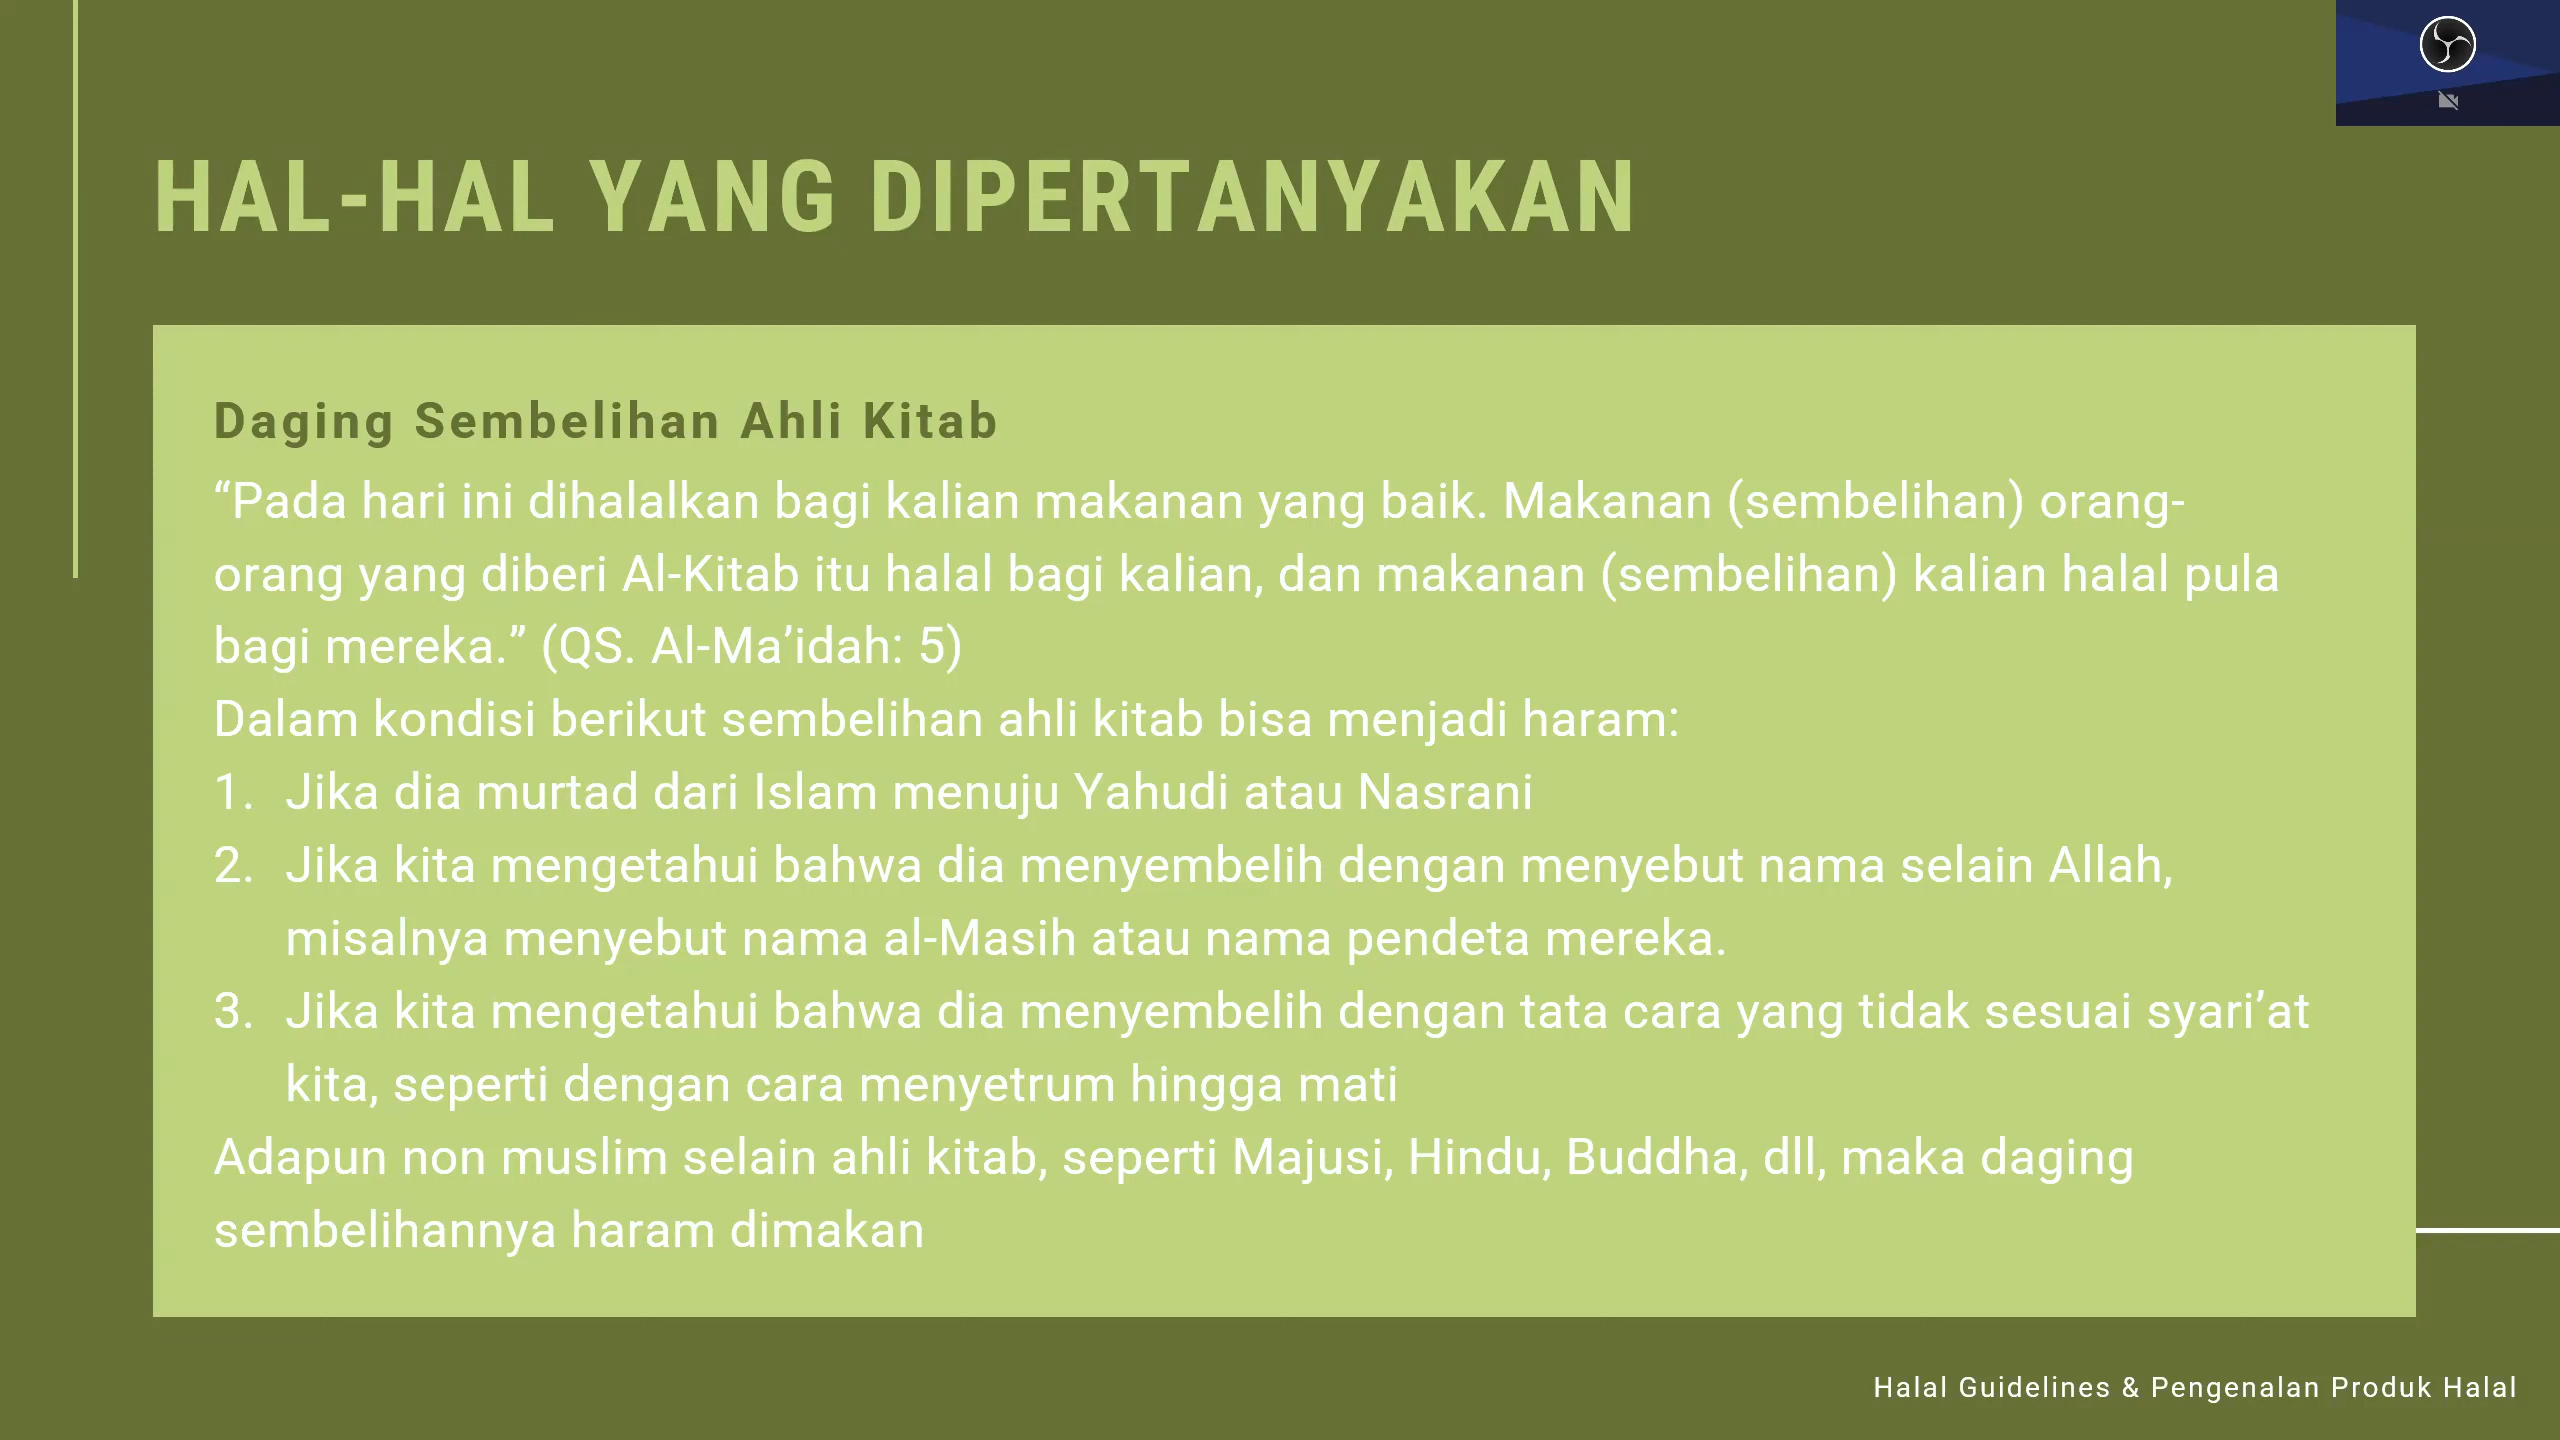 HAL-HAL YANG DIPERTANYAKAN
Daging Sembelihan Ahli Kitab
“Pada hari ini dihalalkan bagi kalian makanan yang baik. Makanan (sembelihan) orang-
orang yang diberi Al-Kitab itu halal bagi kalian, dan makanan (sembelihan) kalian halal pula
bagi mereka.” (QS. Al-Ma’idah: 5)
Dalam kondisi berikut sembelihan ahli kitab bisa menjadi haram:
1. Jika dia murtad dari Islam menuju Yahudi atau Nasrani
2. Jika kita mengetahui bahwa dia menyembelih dengan menyebut nama selain Allah,
misalnya menyebut nama al-Masih atau nama pendeta mereka.
3. Jika kita mengetahui bahwa dia menyembelih dengan tata cara yang tidak sesuai syari’at
kita, seperti dengan cara menyetrum hingga mati
Adapun non muslim selain ahli kitab, seperti Majusi, Hindu, Buddha, dll, maka daging
sembelihannya haram dimakan
Halal Guidelines & Pengenalan Produk Halal